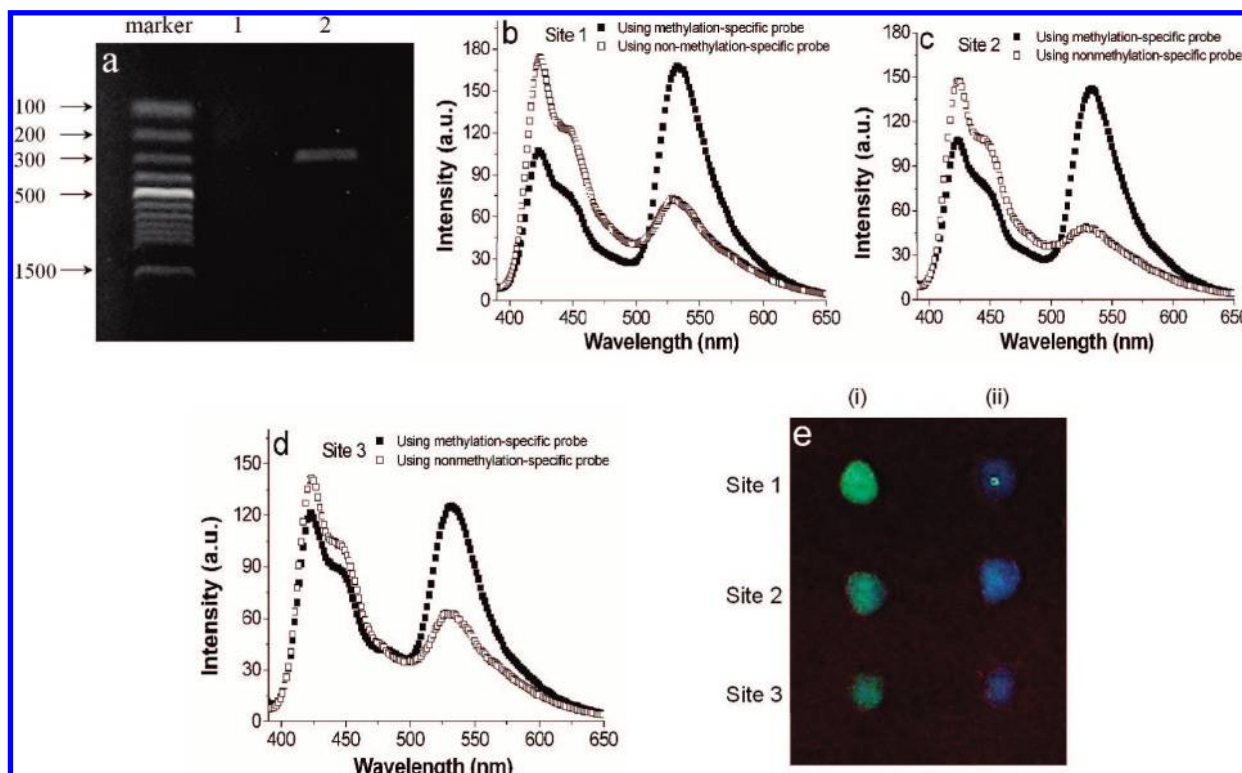 marker 1 2
a
100
200
300
500
1500
b
Site 1
Using methylation-specific probe
Using non-methylation-specific probe
Intensity (a.u.)
180
150
120
90
60
30
0
400 450 500 550 600 650
Wavelength (nm)
c
Site 2
Using methylation-specific probe
Using nonmethylation-specific probe
Intensity (a.u.)
180
150
120
90
60
30
0
400 450 500 550 600 650
Wavelength (nm)
d
Site 3
Using methylation-specific probe
Using nonmethylation-specific probe
Intensity (a.u.)
150
120
90
60
30
0
400 450 500 550 600 650
Wavelength (nm)
(i) (ii)
e
Site 1
Site 2
Site 3